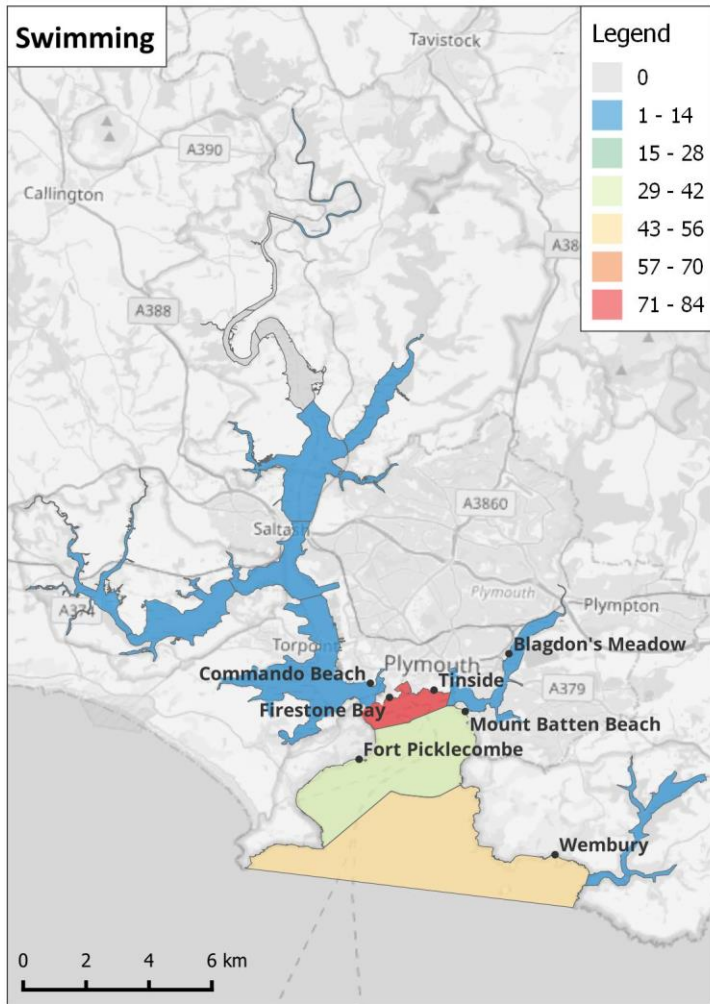 Swimming
Legend
0
1 - 14
15 - 28
29 - 42
43 - 56
57 - 70
71 - 84
Tavistock
A390
Callington
A388
A3860
Saltash
Plymouth
Plympton
A374
Blagdon's Meadow
Torpoint
Plymouth
Commando Beach
Tinside
A379
Firestone Bay
Mount Batten Beach
Fort Picklecombe
Wembury
0 2 4 6 km